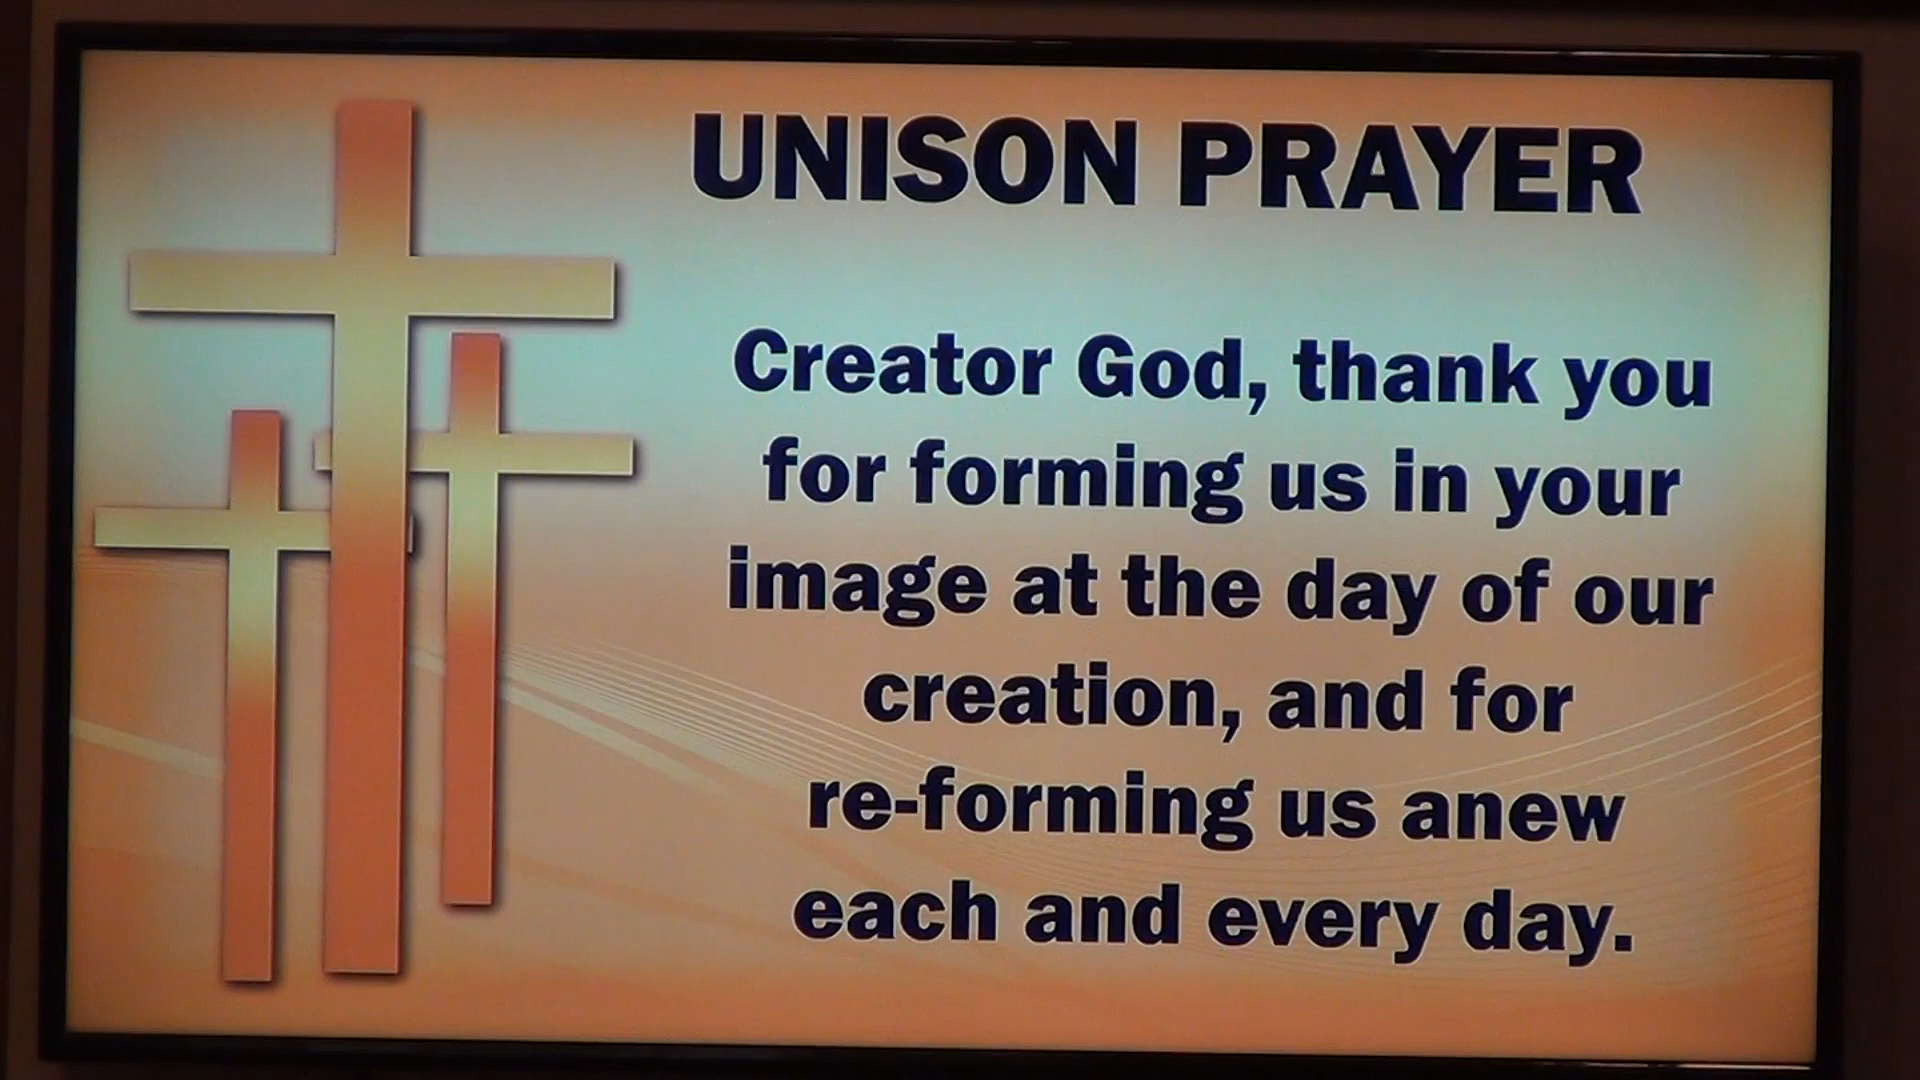 UNISON PRAYER
Creator God, thank you
for forming us in your
image at the day of our
creation, and for
re-forming us anew
each and every day.